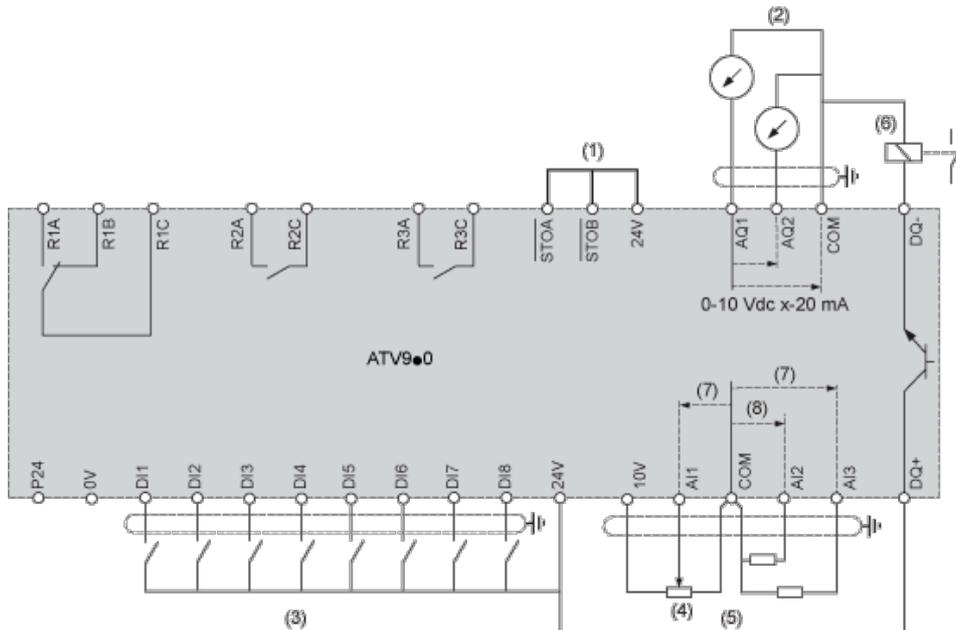 (2)
(6)
(1)
R1A R1B R1C R2A R2C R3A R3C STOA STOB 24V AQ1 AQ2 COM DQ-
0-10 Vdc x-20 mA
ATV9●0
(7) (7)
(8)
P24 0V DI1 DI2 DI3 DI4 DI5 DI6 DI7 DI8 24V 10V AI1 COM AI2 AI3 DQ+
(3) (4) (5)